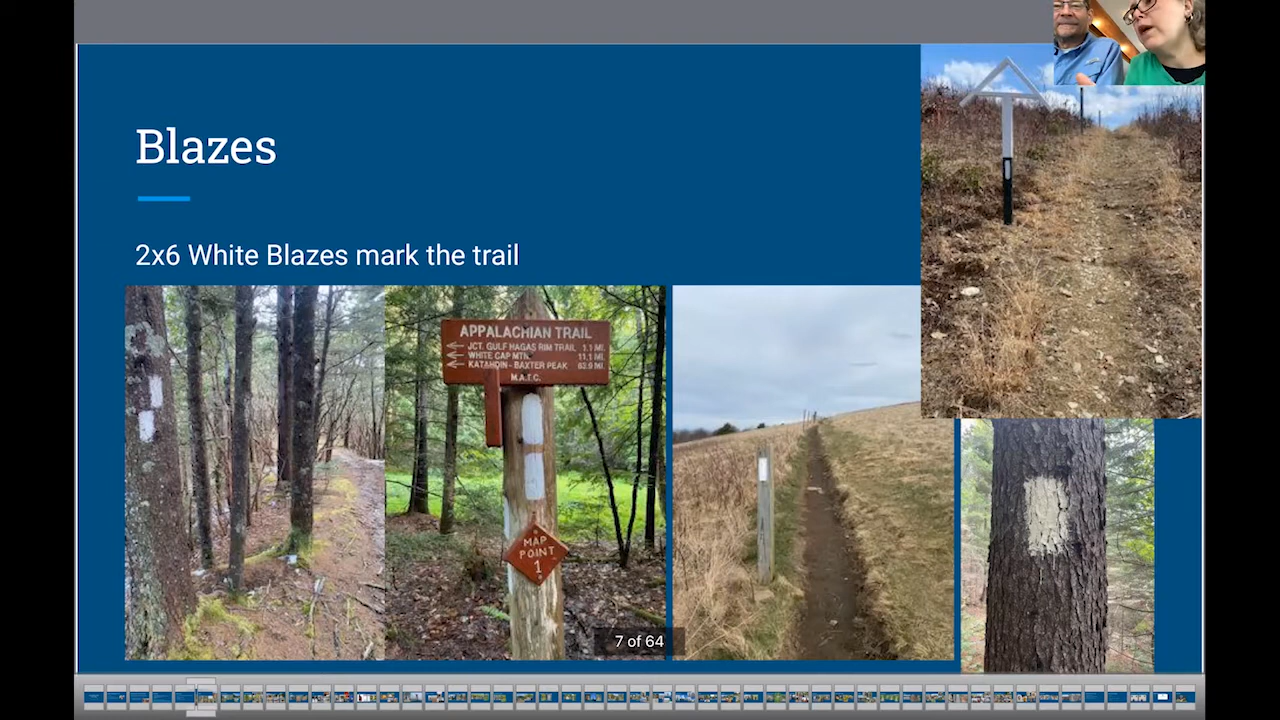 Blazes
2x6 White Blazes mark the trail
APPALACHIAN TRAIL
JCT. GULF HAGAS RIM TRAIL 1.1 MI.
WHITE CAP MTN. 11.1 MI.
KATAHDIN - BAXTER PEAK 82.9 MI.
M.A.T.C.
MAP
POINT
1
7 of 64